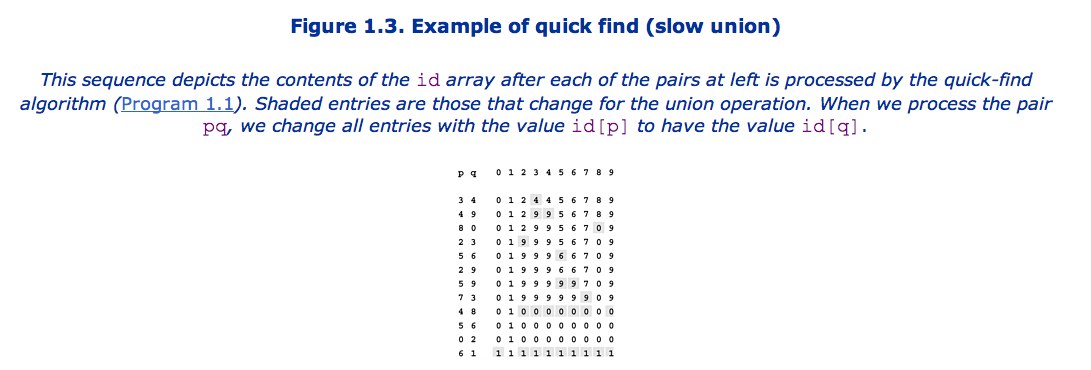 Figure 1.3. Example of quick find (slow union)
This sequence depicts the contents of the id array after each of the pairs at left is processed by the quick-find
algorithm (Program 1.1). Shaded entries are those that change for the union operation. When we process the pair
pq, we change all entries with the value id[p] to have the value id[q].
p q 0 1 2 3 4 5 6 7 8 9
3 4 0 1 2 4 4 5 6 7 8 9
4 9 0 1 2 9 9 5 6 7 8 9
8 0 0 1 2 9 9 5 6 7 0 9
2 3 0 1 9 9 9 5 6 7 0 9
5 6 0 1 9 9 9 6 6 7 0 9
2 9 0 1 9 9 9 6 6 7 0 9
5 9 0 1 9 9 9 9 9 7 0 9
7 3 0 1 9 9 9 9 9 9 0 9
4 8 0 1 0 0 0 0 0 0 0 0
5 6 0 1 0 0 0 0 0 0 0 0
0 2 0 1 0 0 0 0 0 0 0 0
6 1 1 1 1 1 1 1 1 1 1 1